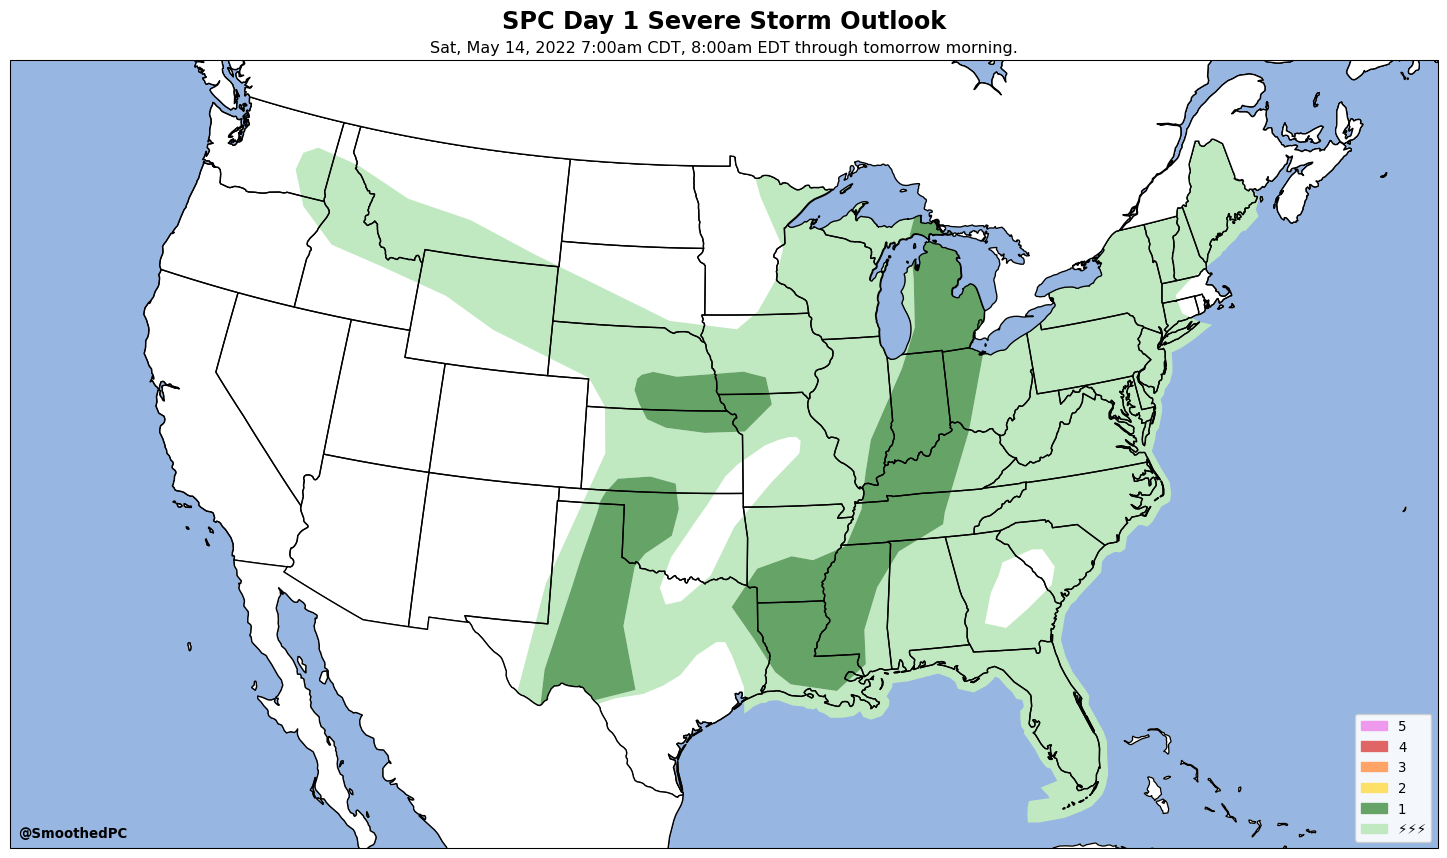 SPC Day 1 Severe Storm Outlook
Sat, May 14, 2022 7:00am CDT, 8:00am EDT through tomorrow morning.
5
4
3
2
1
⚡⚡⚡
@SmoothedPC